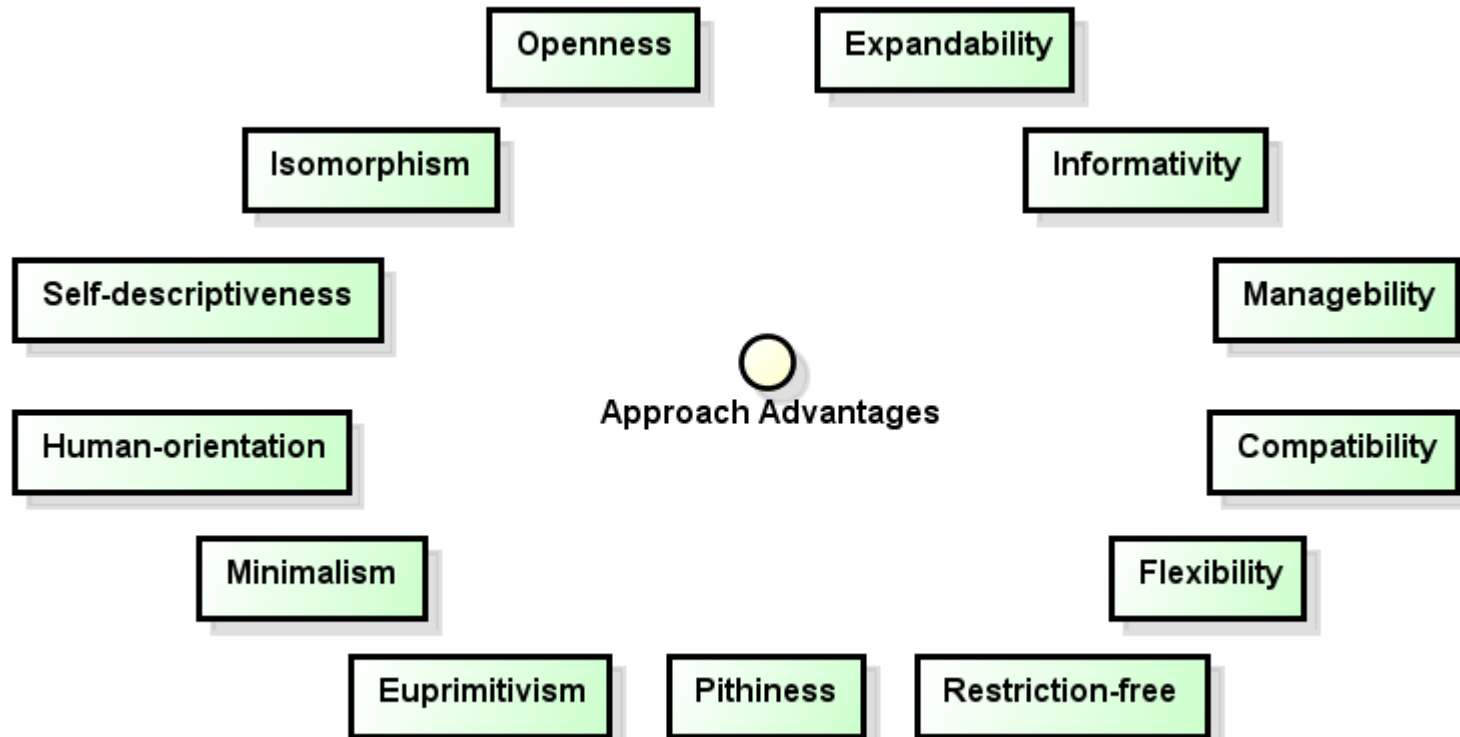 Openness
Expandability
Isomorphism
Informativity
Self-descriptiveness
Managebility
Approach Advantages
Human-orientation
Compatibility
Minimalism
Flexibility
Euprimitivism
Pithiness
Restriction-free